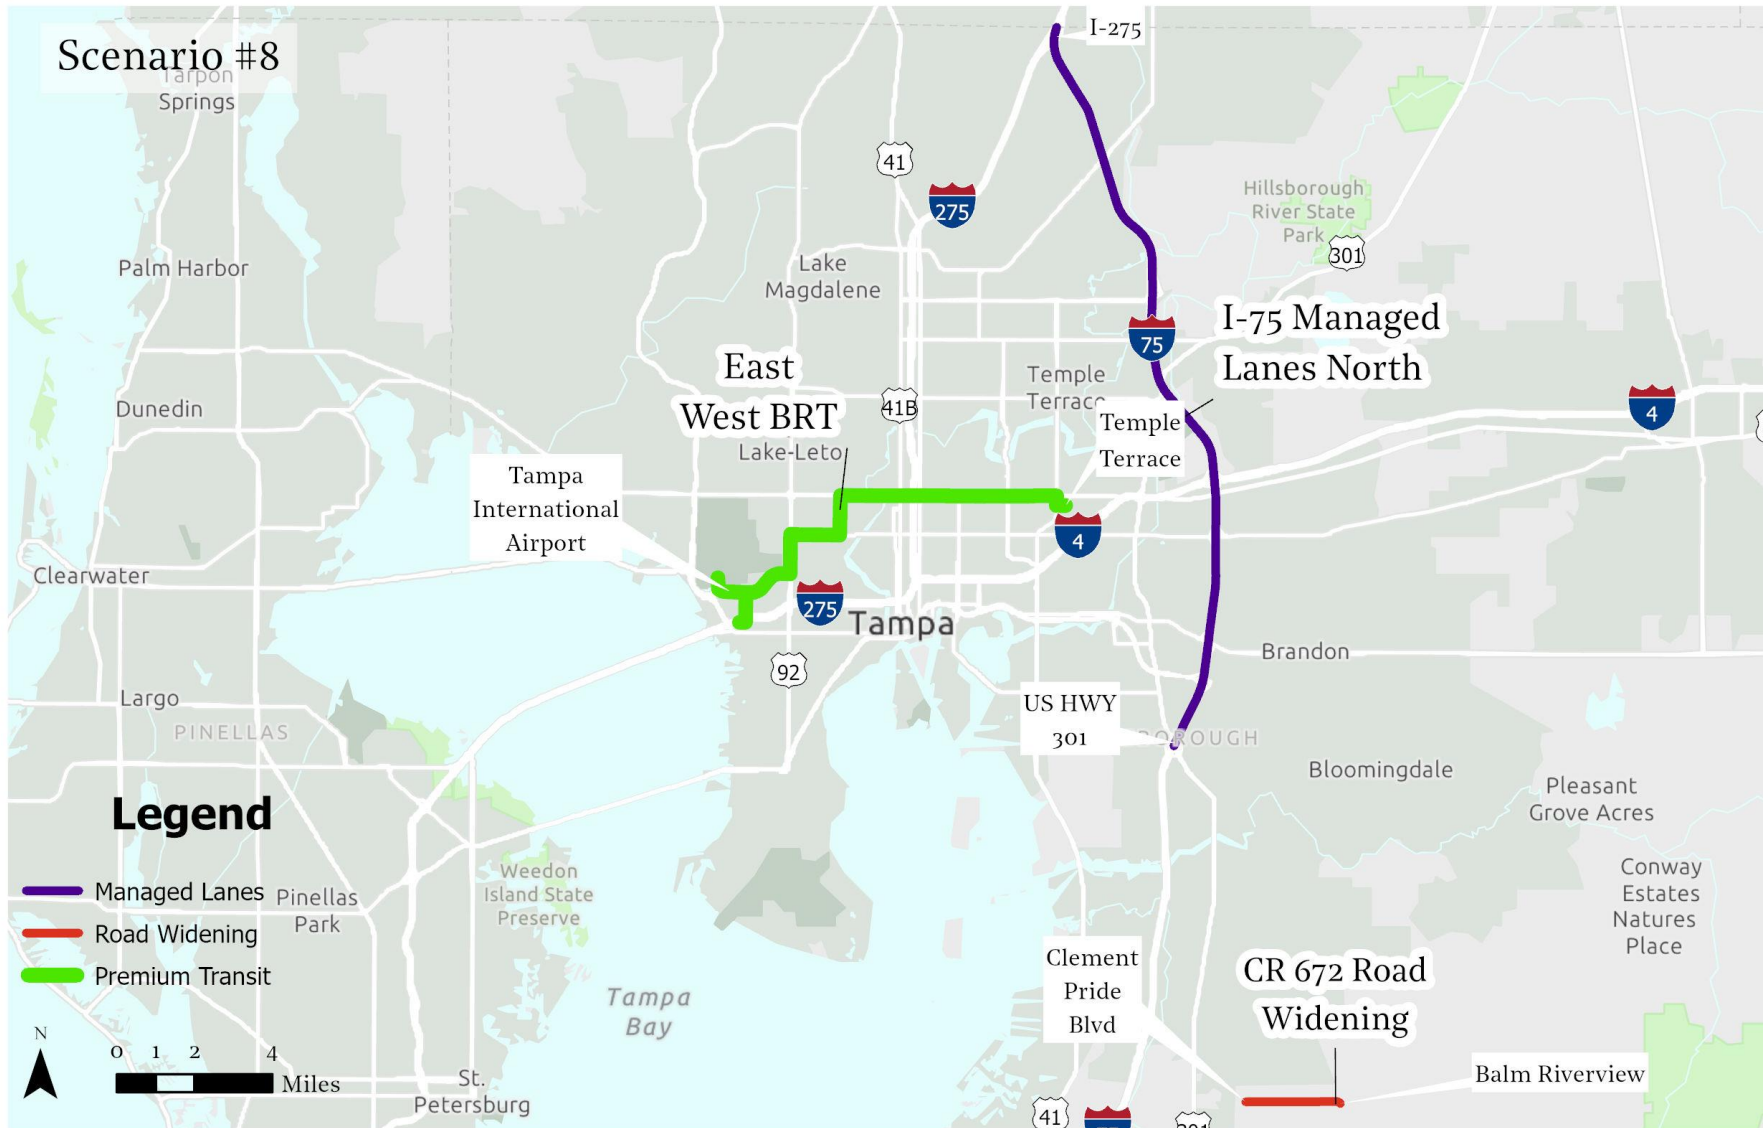 Scenario #8
Tarpon
Springs
I-275
41
275
Hillsborough
River State
Park
301
Palm Harbor
Lake
Magdalene
I-75 Managed
Lanes North
75
East
West BRT
Temple
Terrace
41B
Dunedin
4
Temple
Terrace
Lake-Leto
Tampa
International
Airport
4
Clearwater
275
Tampa
Brandon
92
Largo
PINELLAS
US HWY
301
OROUGH
Bloomingdale
Pleasant
Grove Acres
Legend
Managed Lanes
Road Widening
Premium Transit
Pinellas
Park
Weedon
Island State
Preserve
Conway
Estates
Natures
Place
Clement
Pride
Blvd
CR 672 Road
Widening
Tampa
Bay
N
0 1 2 4
Miles
St.
Petersburg
Balm Riverview
41